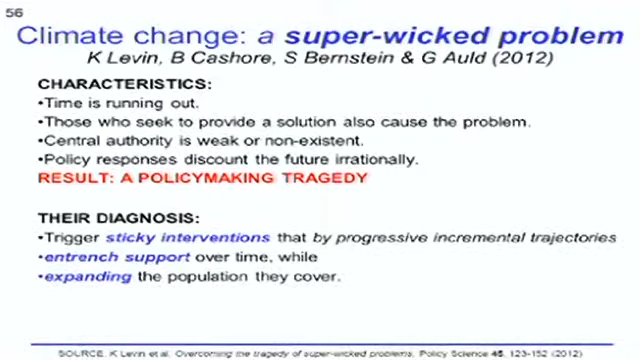 56
Climate change: a super-wicked problem
K Levin, B Cashore, S Bernstein & G Auld (2012)
CHARACTERISTICS:
•Time is running out.
•Those who seek to provide a solution also cause the problem.
•Central authority is weak or non-existent.
•Policy responses discount the future irrationally.
RESULT: A POLICYMAKING TRAGEDY
THEIR DIAGNOSIS:
•Trigger sticky interventions that by progressive incremental trajectories
•entrench support over time, while
•expanding the population they cover.
SOURCE. K Levin et al, Overcoming the tragedy of super-wicked problems, Policy Science 45, 123-152 (2012)